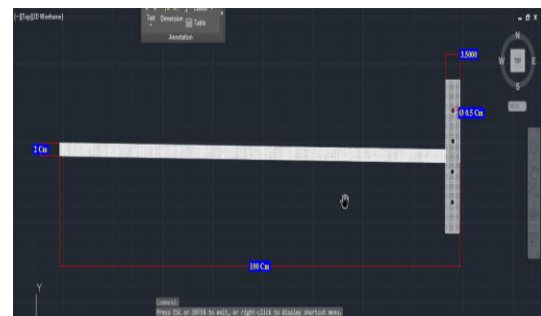 [-][Top][2D Wireframe]
Text Dimension Table
Annotation
N
W TOP E
S
3.5000
Ø 0.5 Cm
2 Cm
100 Cm
Y
Command:
Press ESC or ENTER to exit, or right-click to display shortcut menu.